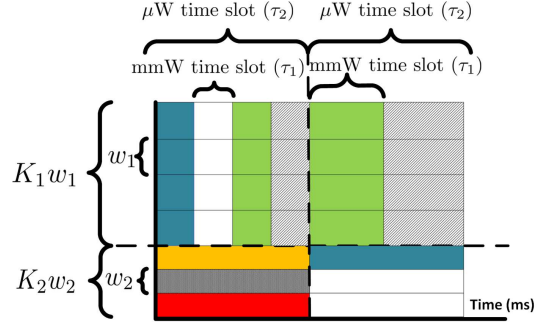 μW time slot (τ₂) μW time slot (τ₂)
mmW time slot (τ₁) mmW time slot (τ₁)
w₁
K₁w₁
K₂w₂
w₂
Time (ms)